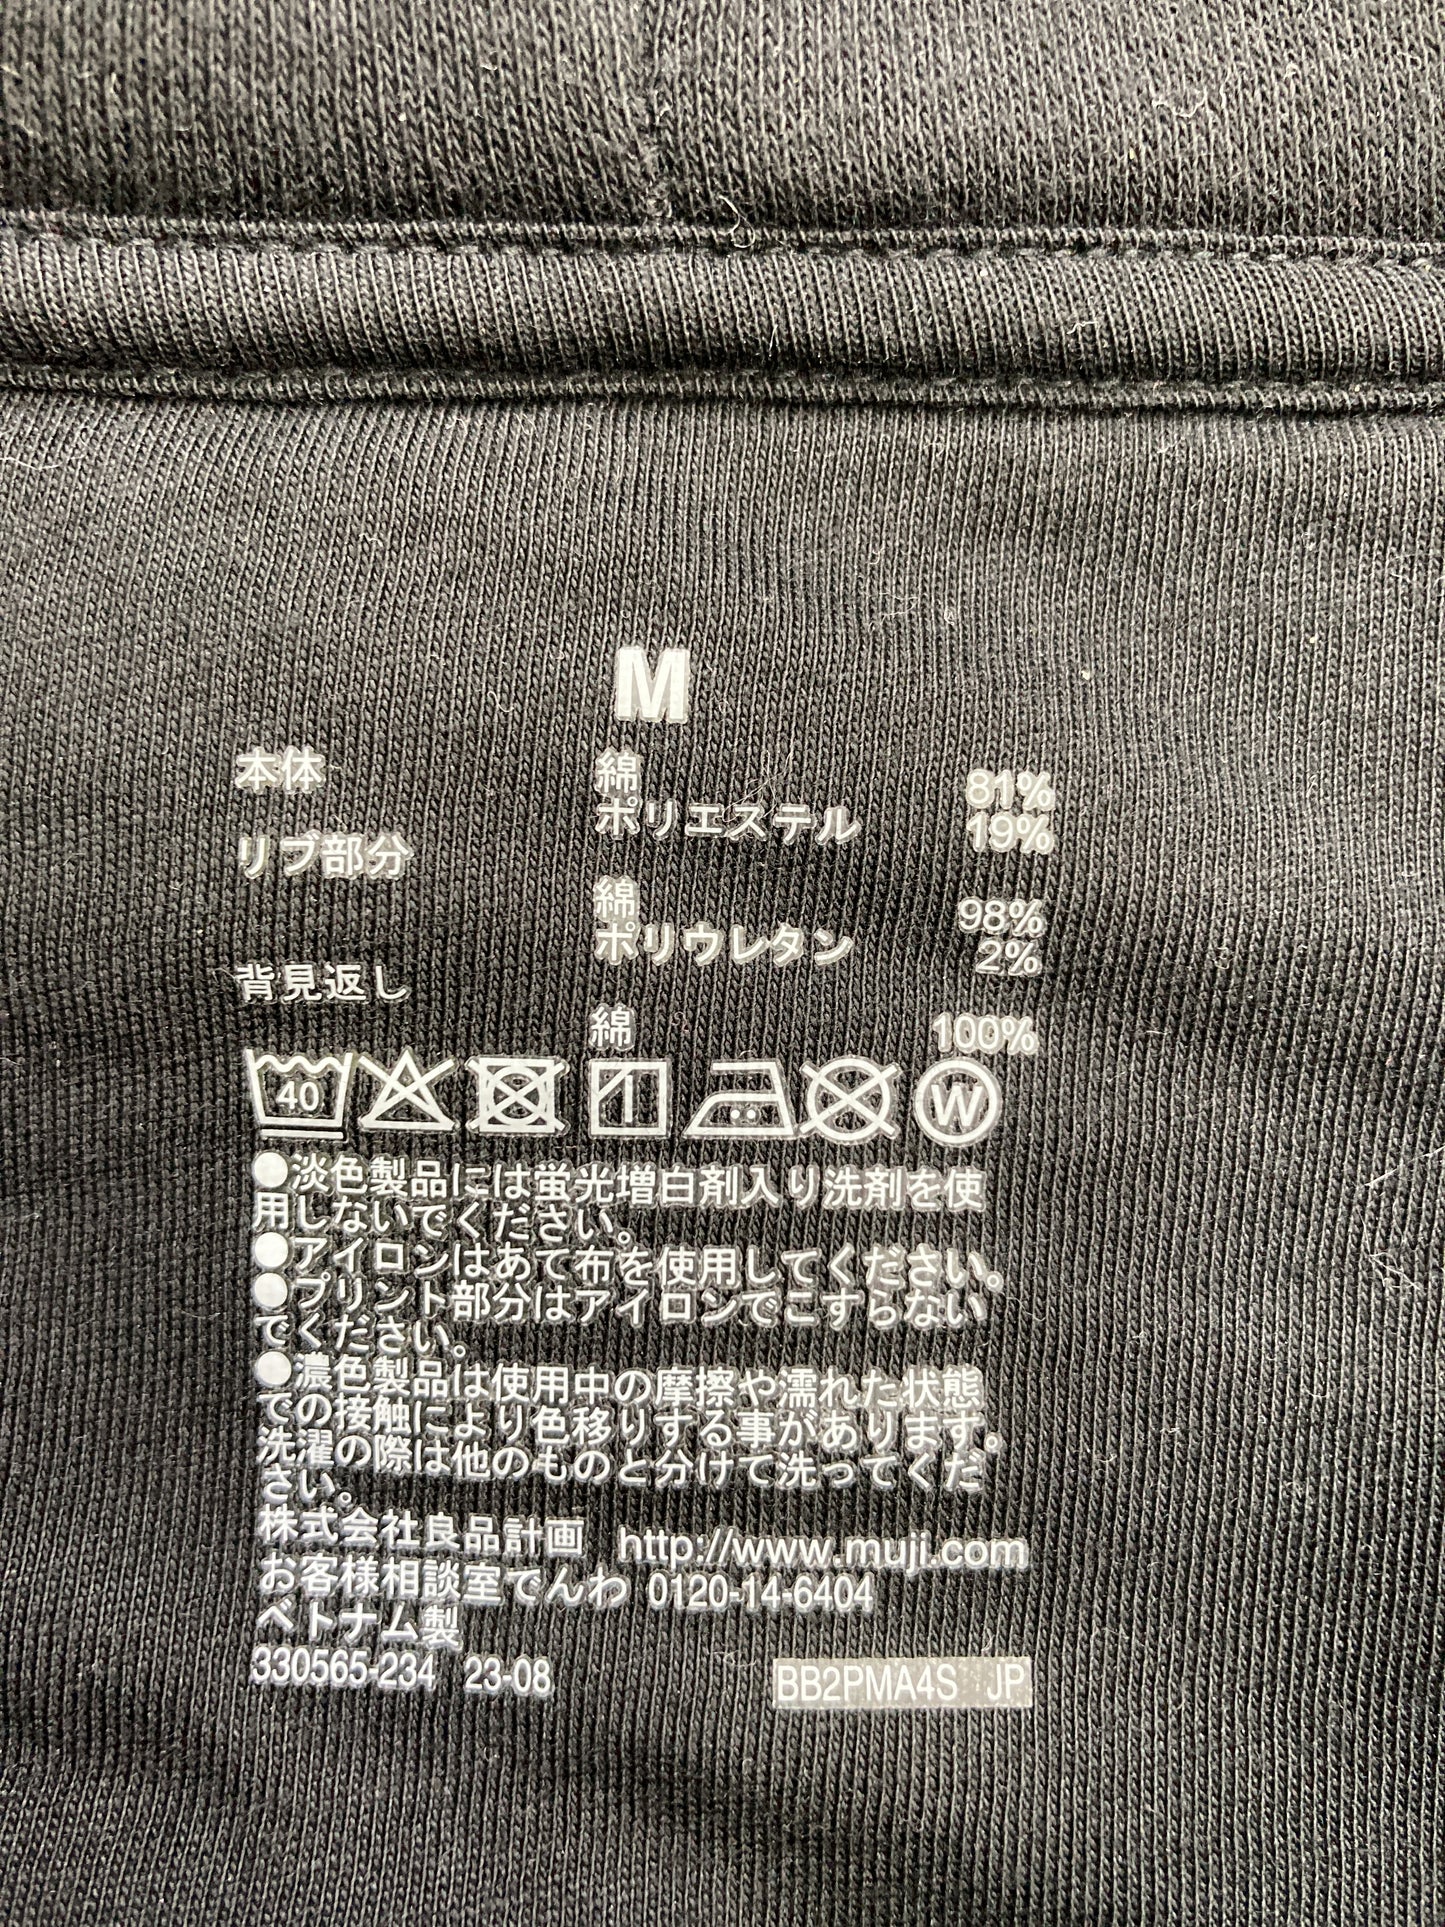 M
本体 綿 81%
ポリエステル 19%
リブ部分
綿 98%
ポリウレタン 2%
背見返し
綿 100%
40 W
●淡色製品には蛍光増白剤入り洗剤を使
用しないでください。
●アイロンはあて布を使用してください。
●プリント部分はアイロンでこすらない
でください。
●濃色製品は使用中の摩擦や濡れた状態
での接触により色移りする事があります。
洗濯の際は他のものと分けて洗ってくだ
さい。
株式会社良品計画 http://www.muji.com
お客様相談室でんわ 0120-14-6404
ベトナム製
330565-234 23-08 BB2PMA4S JP